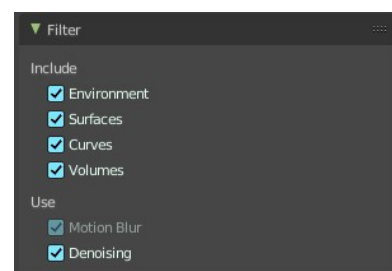 Filter
Include
Environment
Surfaces
Curves
Volumes
Use
Motion Blur
Denoising